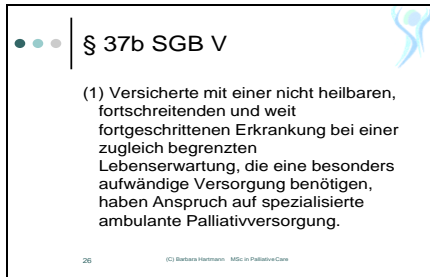 § 37b SGB V
(1) Versicherte mit einer nicht heilbaren,
fortschreitenden und weit
fortgeschrittenen Erkrankung bei einer
zugleich begrenzten
Lebenserwartung, die eine besonders
aufwändige Versorgung benötigen,
haben Anspruch auf spezialisierte
ambulante Palliativversorgung.
26
(C) Barbara Hartmann MSc in Palliative Care